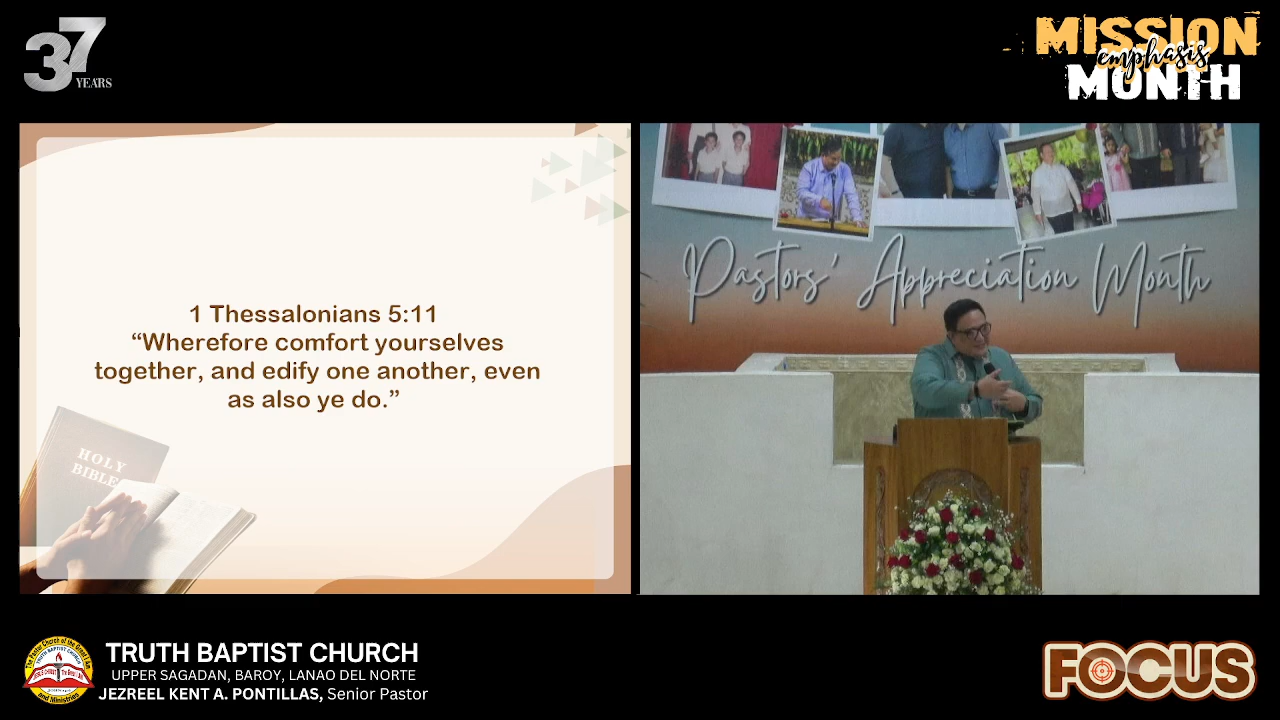 37
YEARS
MISSION
emphasis
MONTH
1 Thessalonians 5:11
“Wherefore comfort yourselves
together, and edify one another, even
as also ye do.”
HOLY
BIBLE
Pastors' Appreciation Month
TRUTH BAPTIST CHURCH
UPPER SAGADAN, BAROY, LANAO DEL NORTE
JEZREEL KENT A. PONTILLAS, Senior Pastor
FOCUS